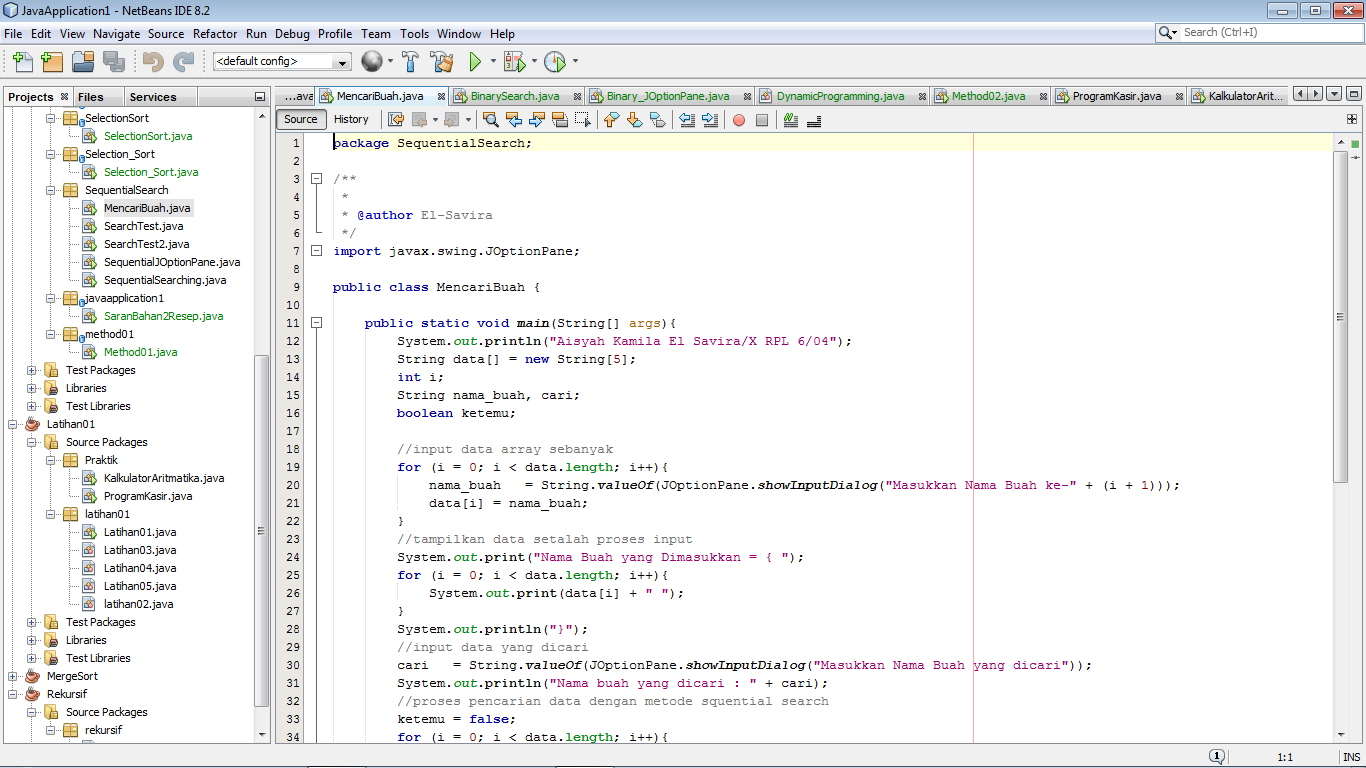 JavaApplication1 - NetBeans IDE 8.2
File Edit View Navigate Source Refactor Run Debug Profile Team Tools Window Help
Search (Ctrl+I)
<default config>
Projects Files Services
SelectionSort
SelectionSort.java
Selection_Sort
Selection_Sort.java
SequentialSearch
MencariBuah.java
SearchTest.java
SearchTest2.java
SequentialJOptionPane.java
SequentialSearching.java
javaapplication1
SaranBahan2Resep.java
method01
Method01.java
Test Packages
Libraries
Test Libraries
Latihan01
Source Packages
Praktik
KalkulatorAritmatika.java
ProgramKasir.java
latihan01
Latihan01.java
Latihan03.java
Latihan04.java
Latihan05.java
latihan02.java
Test Packages
Libraries
Test Libraries
MergeSort
Rekursif
Source Packages
rekursif
...ava MencariBuah.java BinarySearch.java Binary_JOptionPane.java DynamicProgramming.java Method02.java ProgramKasir.java KalkulatorArit...
Source History
1 package SequentialSearch;
2
3 /**
4 *
5 * @author El-Savira
6 */
7 import javax.swing.JOptionPane;
8
9 public class MencariBuah {
10
11 public static void main(String[] args){
12 System.out.println("Aisyah Kamila El Savira/X RPL 6/04");
13 String data[] = new String[5];
14 int i;
15 String nama_buah, cari;
16 boolean ketemu;
17
18 //input data array sebanyak
19 for (i = 0; i < data.length; i++){
20 nama_buah   = String.valueOf(JOptionPane.showInputDialog("Masukkan Nama Buah ke-" + (i + 1)));
21 data[i] = nama_buah;
22 }
23 //tampilkan data setalah proses input
24 System.out.print("Nama Buah yang Dimasukkan = { ");
25 for (i = 0; i < data.length; i++){
26 System.out.print(data[i] + " ");
27 }
28 System.out.println("}");
29 //input data yang dicari
30 cari   = String.valueOf(JOptionPane.showInputDialog("Masukkan Nama Buah yang dicari"));
31 System.out.println("Nama buah yang dicari : " + cari);
32 //proses pencarian data dengan metode squential search
33 ketemu = false;
34 for (i = 0; i < data.length; i++){
1 1:1 INS